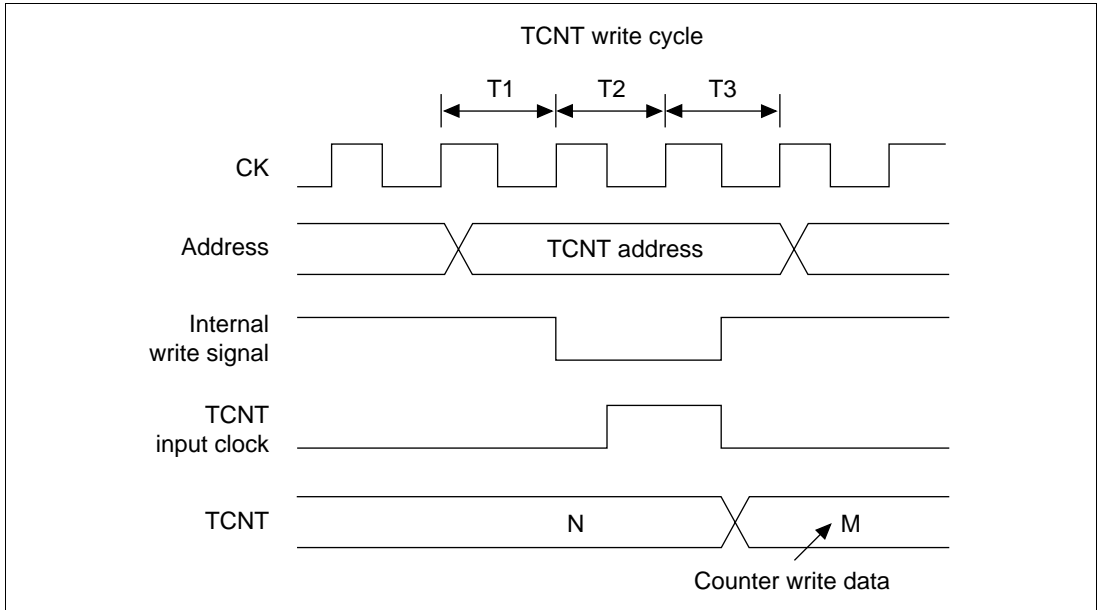 TCNT write cycle
T1 T2 T3
CK
Address
TCNT address
Internal
write signal
TCNT
input clock
TCNT
N
M
Counter write data